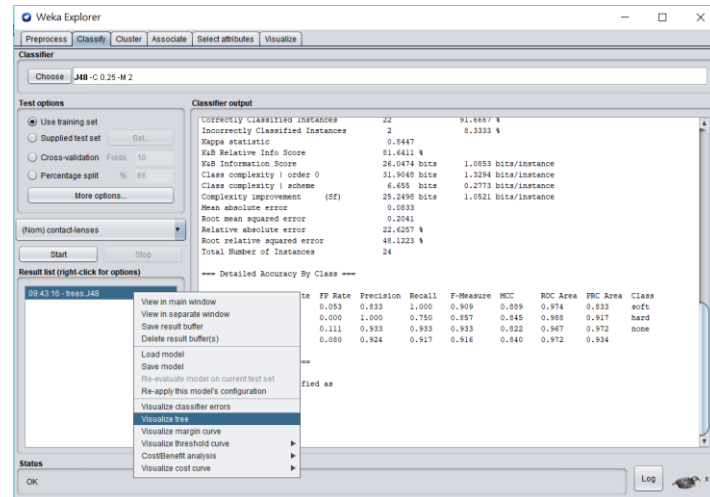 Weka Explorer
Preprocess Classify Cluster Associate Select attributes Visualize
Classifier
Choose J48 -C 0.25 -M 2
Test options
Use training set
Supplied test set Set...
Cross-validation Folds 10
Percentage split % 66
More options...
(Nom) contact-lenses
Start Stop
Result list (right-click for options)
09:43:16 - trees.J48
View in main window
View in separate window
Save result buffer
Delete result buffer(s)
Load model
Save model
Re-evaluate model on current test set
Re-apply this model's configuration
Visualize classifier errors
Visualize tree
Visualize margin curve
Visualize threshold curve
Cost/Benefit analysis
Visualize cost curve
Classifier output
Correctly Classified Instances 22 91.6667 %
Incorrectly Classified Instances 2 8.3333 %
Kappa statistic 0.8447
K&B Relative Info Score 81.6411 %
K&B Information Score 26.0474 bits 1.0853 bits/instance
Class complexity | order 0 31.9048 bits 1.3294 bits/instance
Class complexity | scheme 6.655 bits 0.2773 bits/instance
Complexity improvement (Sf) 25.2498 bits 1.0521 bits/instance
Mean absolute error 0.0833
Root mean squared error 0.2041
Relative absolute error 22.6257 %
Root relative squared error 48.1223 %
Total Number of Instances 24
=== Detailed Accuracy By Class ===
te FP Rate Precision Recall F-Measure MCC ROC Area PRC Area Class
0.053 0.833 1.000 0.909 0.889 0.974 0.833 soft
0.000 1.000 0.750 0.857 0.845 0.988 0.917 hard
0.111 0.933 0.933 0.933 0.822 0.967 0.972 none
0.080 0.924 0.917 0.916 0.840 0.972 0.934
==
fied as
Status
OK
Log
x